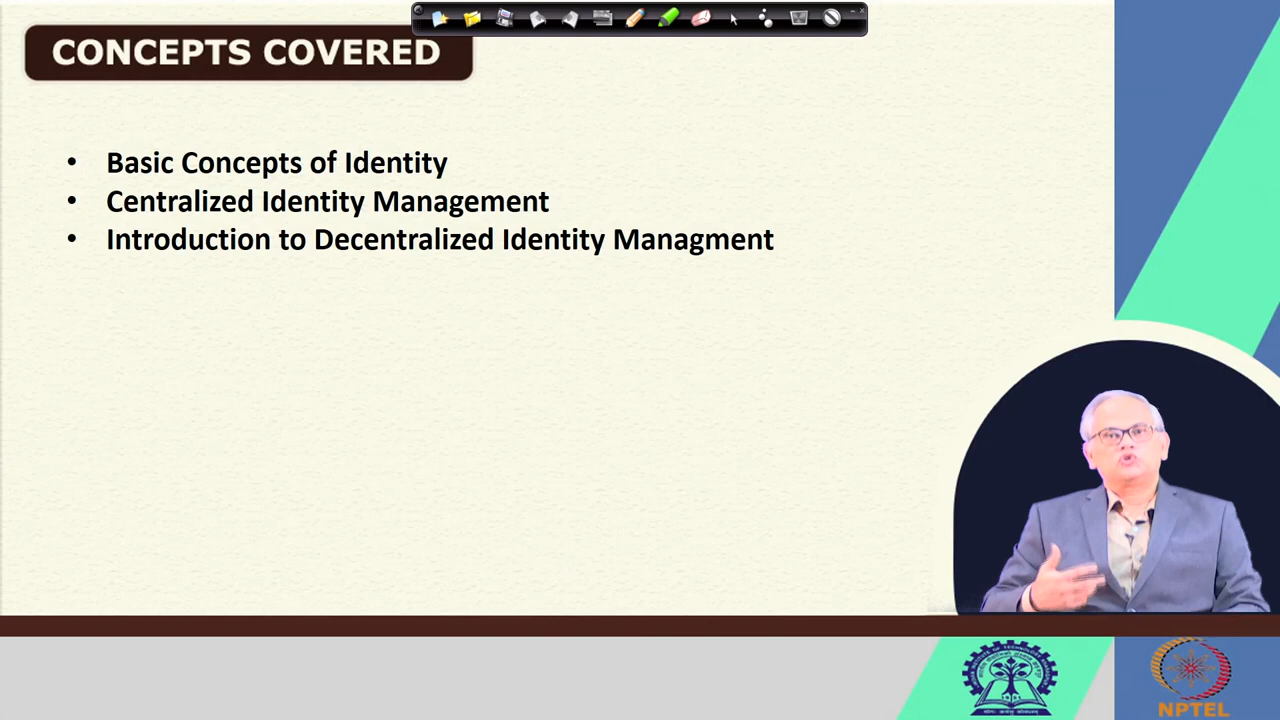 CONCEPTS COVERED
• Basic Concepts of Identity
• Centralized Identity Management
• Introduction to Decentralized Identity Managment
NPTEL